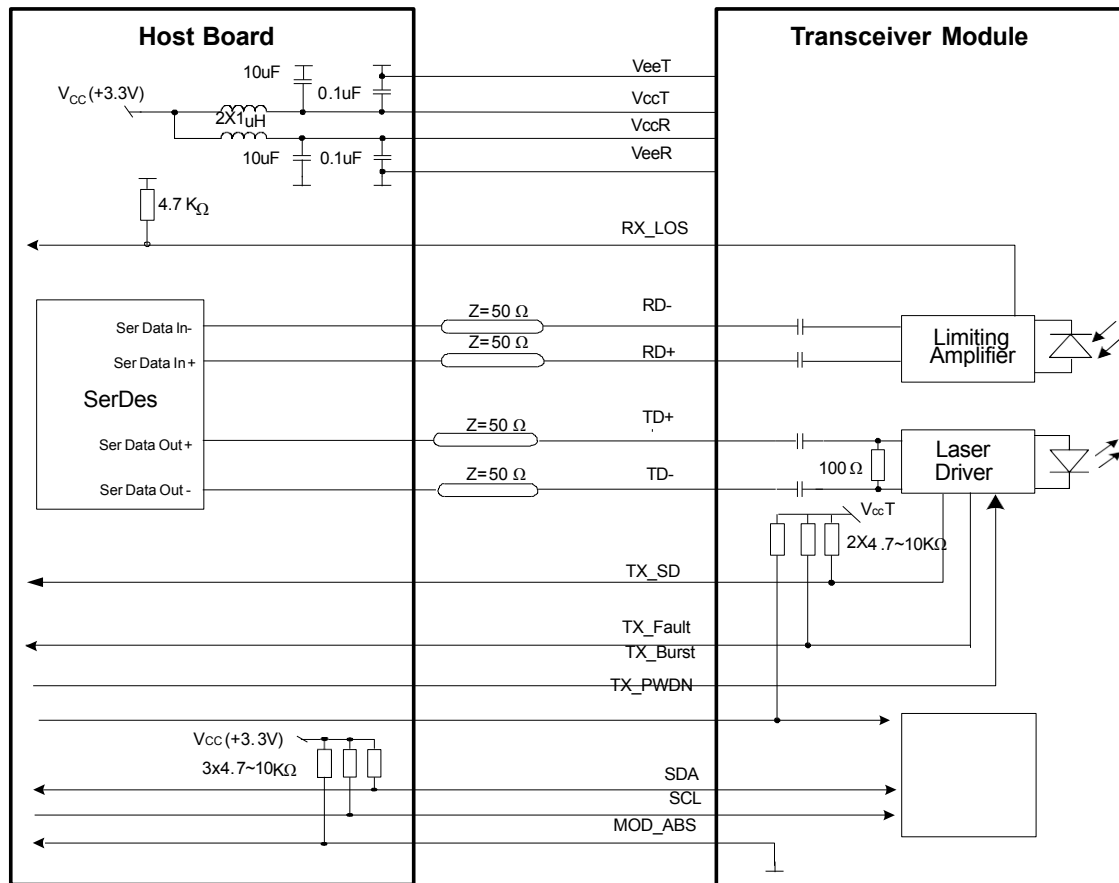 Host Board
Transceiver Module
VeeT
10uF
VCC (+3.3V)
0.1uF
VccT
2X1uH
VccR
10uF
0.1uF
VeeR
4.7 KΩ
RX_LOS
Z=50 Ω
RD-
Ser Data In-
Z=50 Ω
RD+
Ser Data In +
Limiting
Amplifier
SerDes
TD+
Z=50 Ω
Ser Data Out +
100 Ω
Laser
Driver
Z=50 Ω
TD-
Ser Data Out -
VccT
2X4.7~10KΩ
TX_SD
TX_Fault
TX_Burst
TX_PWDN
VCC (+3.3V)
3x4.7~10KΩ
SDA
SCL
MOD_ABS